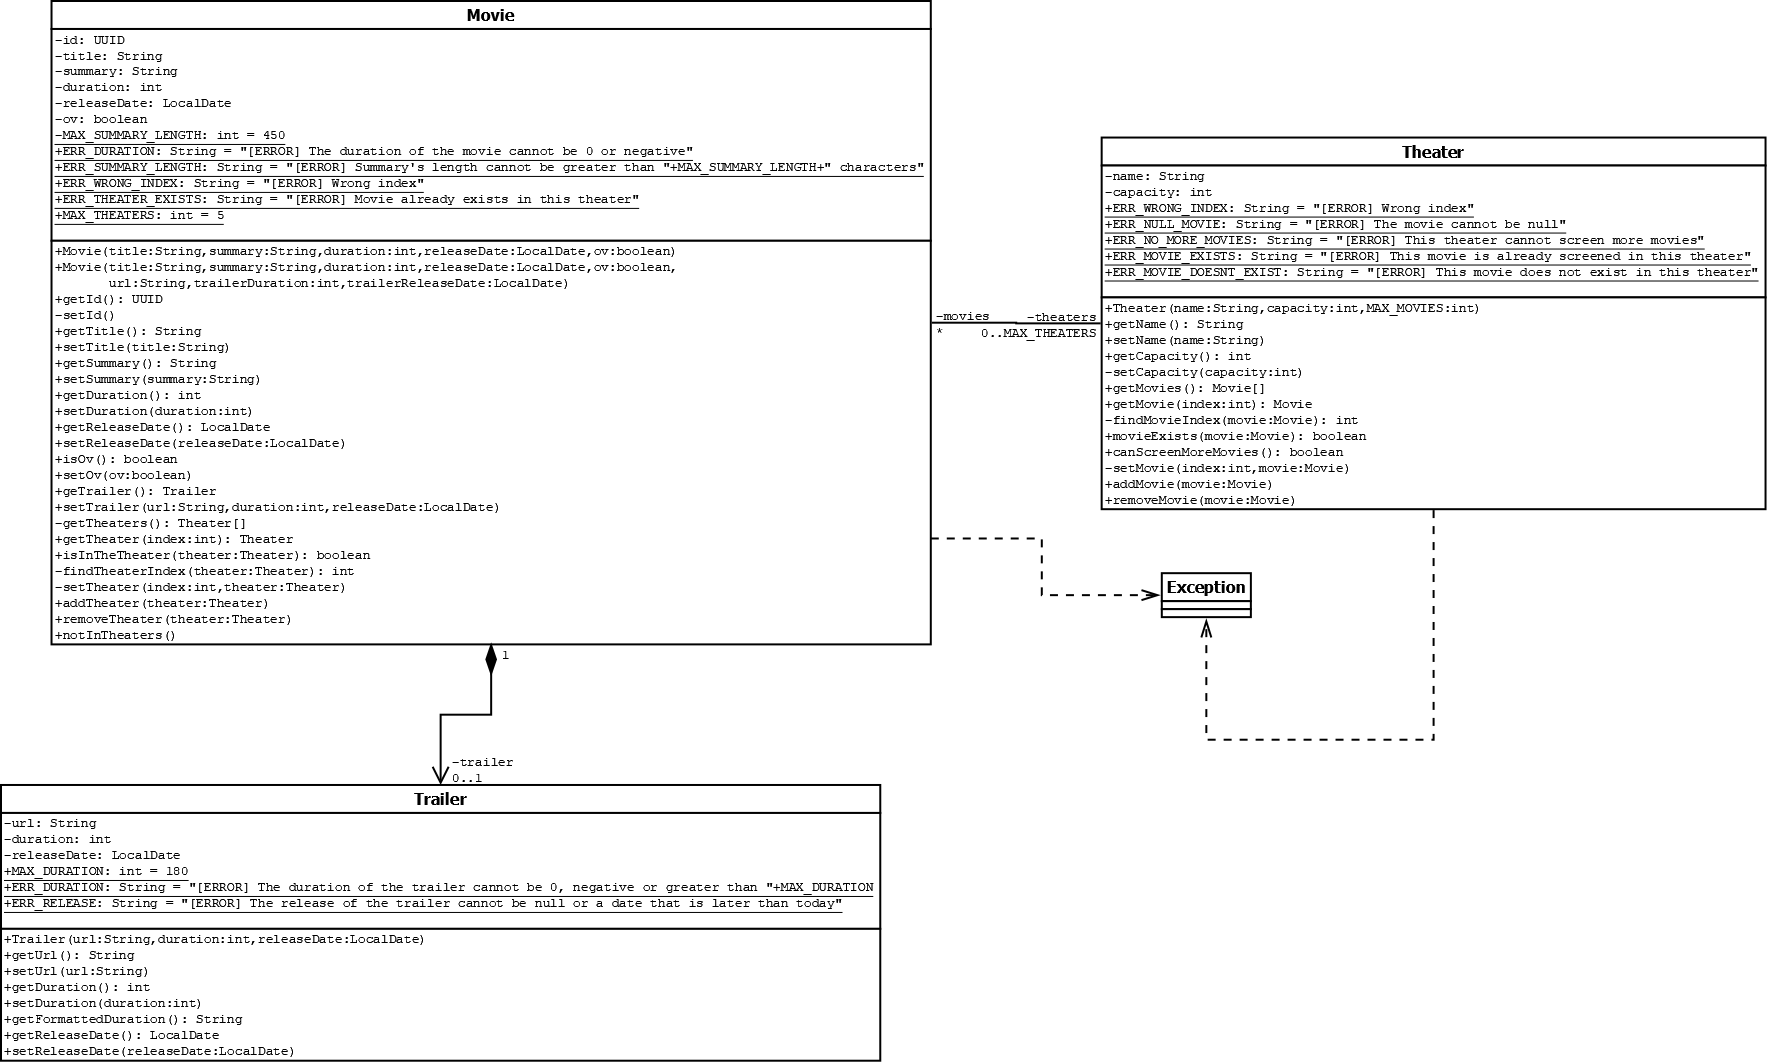 Movie
-id: UUID
-title: String
-summary: String
-duration: int
-releaseDate: LocalDate
-ov: boolean
-MAX_SUMMARY_LENGTH: int = 450
+ERR_DURATION: String = "[ERROR] The duration of the movie cannot be 0 or negative"
+ERR_SUMMARY_LENGTH: String = "[ERROR] Summary's length cannot be greater than "+MAX_SUMMARY_LENGTH+" characters"
+ERR_WRONG_INDEX: String = "[ERROR] Wrong index"
+ERR_THEATER_EXISTS: String = "[ERROR] Movie already exists in this theater"
+MAX_THEATERS: int = 5
+Movie(title:String,summary:String,duration:int,releaseDate:LocalDate,ov:boolean)
+Movie(title:String,summary:String,duration:int,releaseDate:LocalDate,ov:boolean,
url:String,trailerDuration:int,trailerReleaseDate:LocalDate)
+getId(): UUID
-setId()
+getTitle(): String
+setTitle(title:String)
+getSummary(): String
+setSummary(summary:String)
+getDuration(): int
+setDuration(duration:int)
+getReleaseDate(): LocalDate
+setReleaseDate(releaseDate:LocalDate)
+isOv(): boolean
+setOv(ov:boolean)
+geTrailer(): Trailer
+setTrailer(url:String,duration:int,releaseDate:LocalDate)
-getTheaters(): Theater[]
+getTheater(index:int): Theater
+isInTheTheater(theater:Theater): boolean
-findTheaterIndex(theater:Theater): int
-setTheater(index:int,theater:Theater)
+addTheater(theater:Theater)
+removeTheater(theater:Theater)
+notInTheaters()
-movies
*
-theaters
0..MAX_THEATERS
Theater
-name: String
-capacity: int
+ERR_WRONG_INDEX: String = "[ERROR] Wrong index"
+ERR_NULL_MOVIE: String = "[ERROR] The movie cannot be null"
+ERR_NO_MORE_MOVIES: String = "[ERROR] This theater cannot screen more movies"
+ERR_MOVIE_EXISTS: String = "[ERROR] This movie is already screened in this theater"
+ERR_MOVIE_DOESNT_EXIST: String = "[ERROR] This movie does not exist in this theater"
+Theater(name:String,capacity:int,MAX_MOVIES:int)
+getName(): String
+setName(name:String)
+getCapacity(): int
-setCapacity(capacity:int)
+getMovies(): Movie[]
+getMovie(index:int): Movie
-findMovieIndex(movie:Movie): int
+movieExists(movie:Movie): boolean
+canScreenMoreMovies(): boolean
-setMovie(index:int,movie:Movie)
+addMovie(movie:Movie)
+removeMovie(movie:Movie)
Exception
1
-trailer
0..1
Trailer
-url: String
-duration: int
-releaseDate: LocalDate
+MAX_DURATION: int = 180
+ERR_DURATION: String = "[ERROR] The duration of the trailer cannot be 0, negative or greater than "+MAX_DURATION
+ERR_RELEASE: String = "[ERROR] The release of the trailer cannot be null or a date that is later than today"
+Trailer(url:String,duration:int,releaseDate:LocalDate)
+getUrl(): String
+setUrl(url:String)
+getDuration(): int
+setDuration(duration:int)
+getFormattedDuration(): String
+getReleaseDate(): LocalDate
+setReleaseDate(releaseDate:LocalDate)